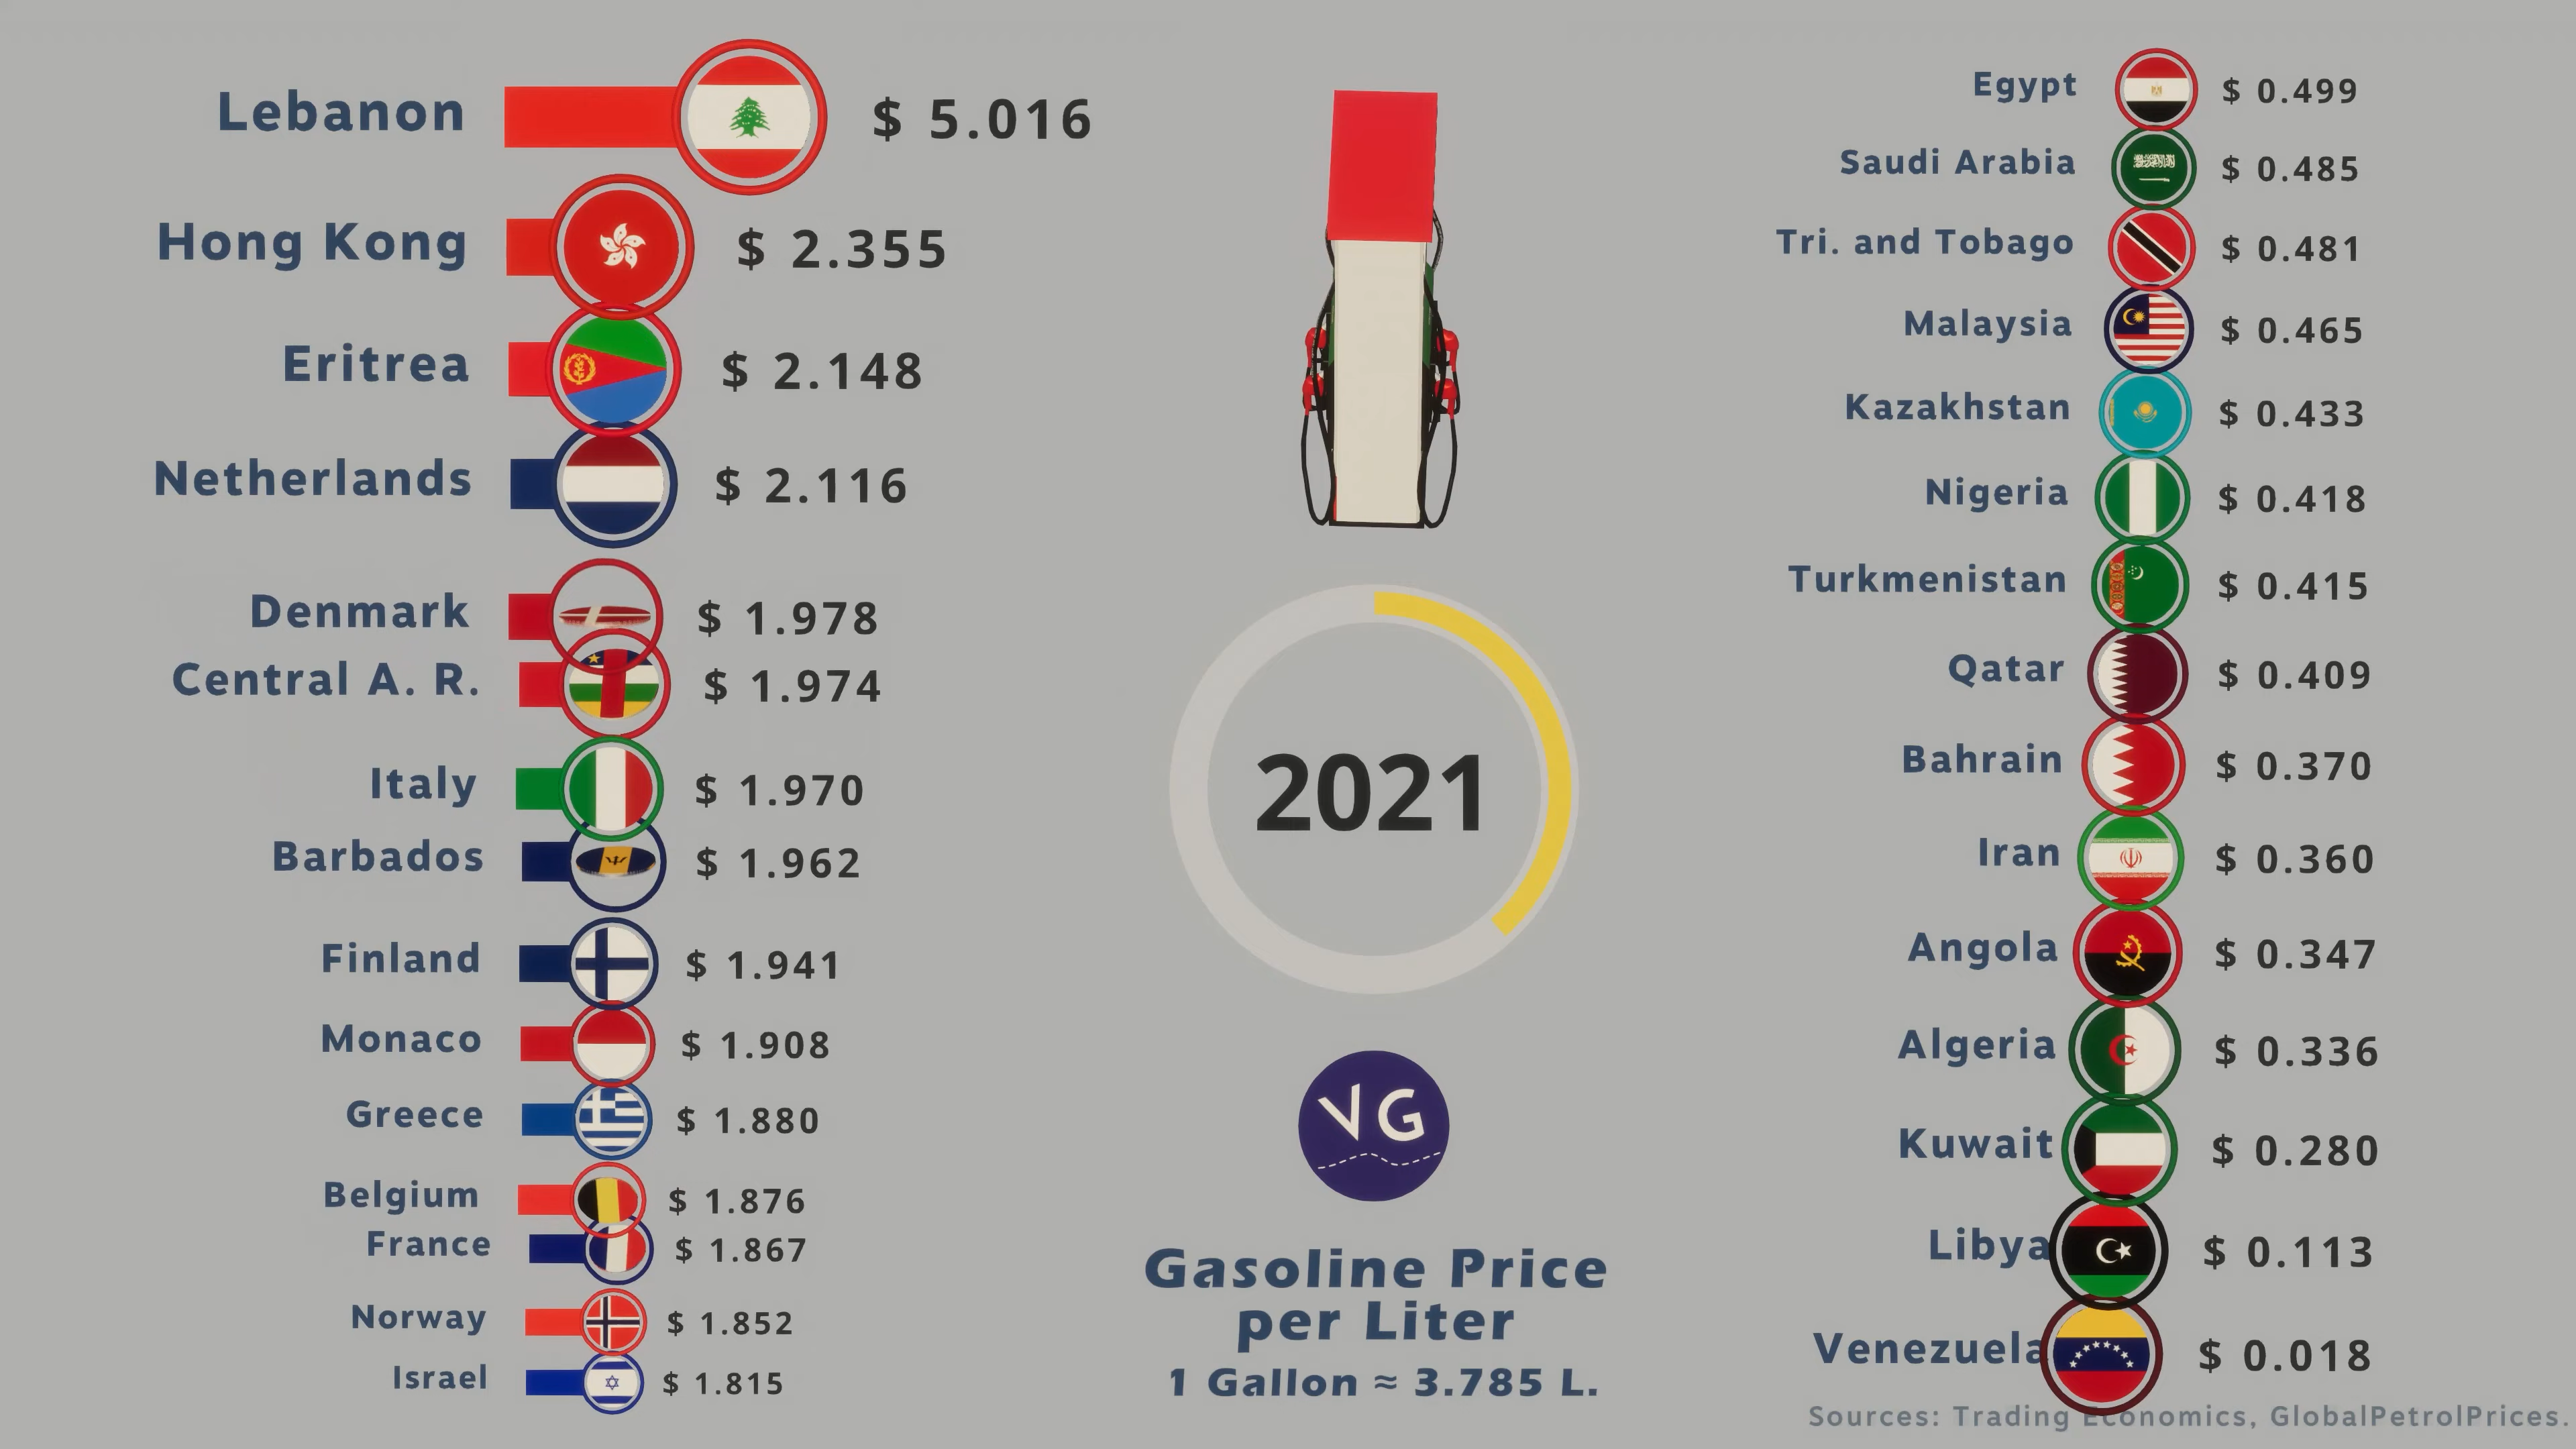 Lebanon $ 5.016
Hong Kong $ 2.355
Eritrea $ 2.148
Netherlands $ 2.116
Denmark $ 1.978
Central A. R. $ 1.974
Italy $ 1.970
Barbados $ 1.962
Finland $ 1.941
Monaco $ 1.908
Greece $ 1.880
Belgium $ 1.876
France $ 1.867
Norway $ 1.852
Israel $ 1.815
2021
VG
Gasoline Price
per Liter
1 Gallon ≈ 3.785 L.
Egypt $ 0.499
Saudi Arabia $ 0.485
Tri. and Tobago $ 0.481
Malaysia $ 0.465
Kazakhstan $ 0.433
Nigeria $ 0.418
Turkmenistan $ 0.415
Qatar $ 0.409
Bahrain $ 0.370
Iran $ 0.360
Angola $ 0.347
Algeria $ 0.336
Kuwait $ 0.280
Libya $ 0.113
Venezuela $ 0.018
Sources: Trading Economics, GlobalPetrolPrices.